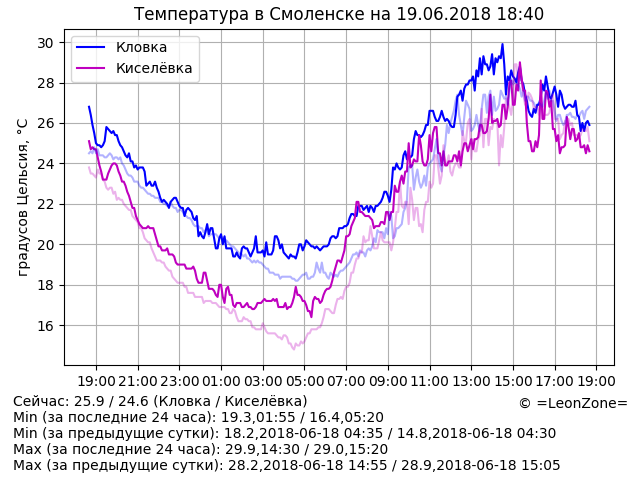 Температура в Смоленске на 19.06.2018 18:40
Кловка
Киселёвка
градусов Цельсия, °C
30
28
26
24
22
20
18
16
19:00 21:00 23:00 01:00 03:00 05:00 07:00 09:00 11:00 13:00 15:00 17:00 19:00
Сейчас: 25.9 / 24.6 (Кловка / Киселёвка)
© =LeonZone=
Min (за последние 24 часа): 19.3,01:55 / 16.4,05:20
Min (за предыдущие сутки): 18.2,2018-06-18 04:35 / 14.8,2018-06-18 04:30
Max (за последние 24 часа): 29.9,14:30 / 29.0,15:20
Max (за предыдущие сутки): 28.2,2018-06-18 14:55 / 28.9,2018-06-18 15:05